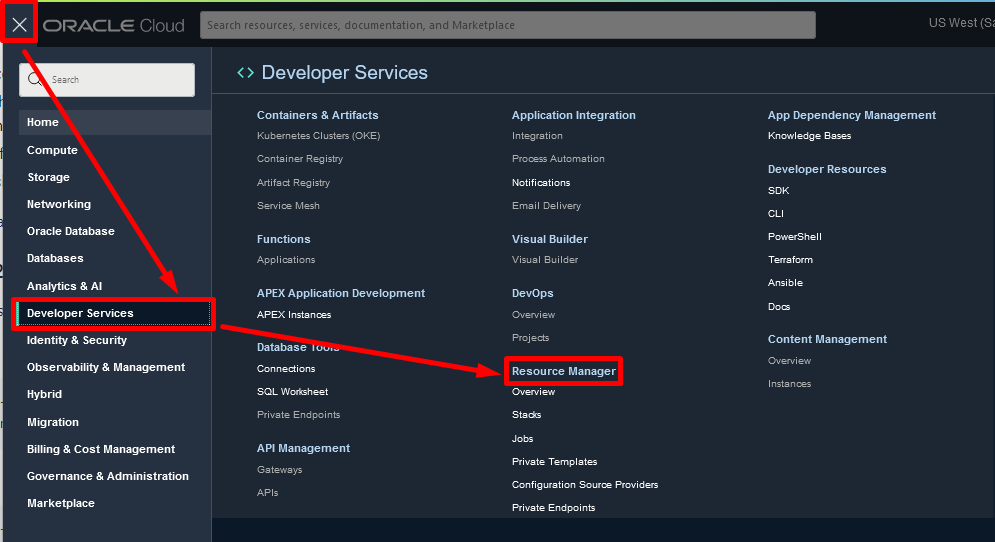 ORACLE Cloud
Search resources, services, documentation, and Marketplace
US West (Sa
Search
Home
Compute
Storage
Networking
Oracle Database
Databases
Analytics & AI
Developer Services
Identity & Security
Observability & Management
Hybrid
Migration
Billing & Cost Management
Governance & Administration
Marketplace
Developer Services
Containers & Artifacts
Kubernetes Clusters (OKE)
Container Registry
Artifact Registry
Service Mesh
Functions
Applications
APEX Application Development
APEX Instances
Database Tools
Connections
SQL Worksheet
Private Endpoints
API Management
Gateways
APIs
Application Integration
Integration
Process Automation
Notifications
Email Delivery
Visual Builder
Visual Builder
DevOps
Overview
Projects
Resource Manager
Overview
Stacks
Jobs
Private Templates
Configuration Source Providers
Private Endpoints
App Dependency Management
Knowledge Bases
Developer Resources
SDK
CLI
PowerShell
Terraform
Ansible
Docs
Content Management
Overview
Instances